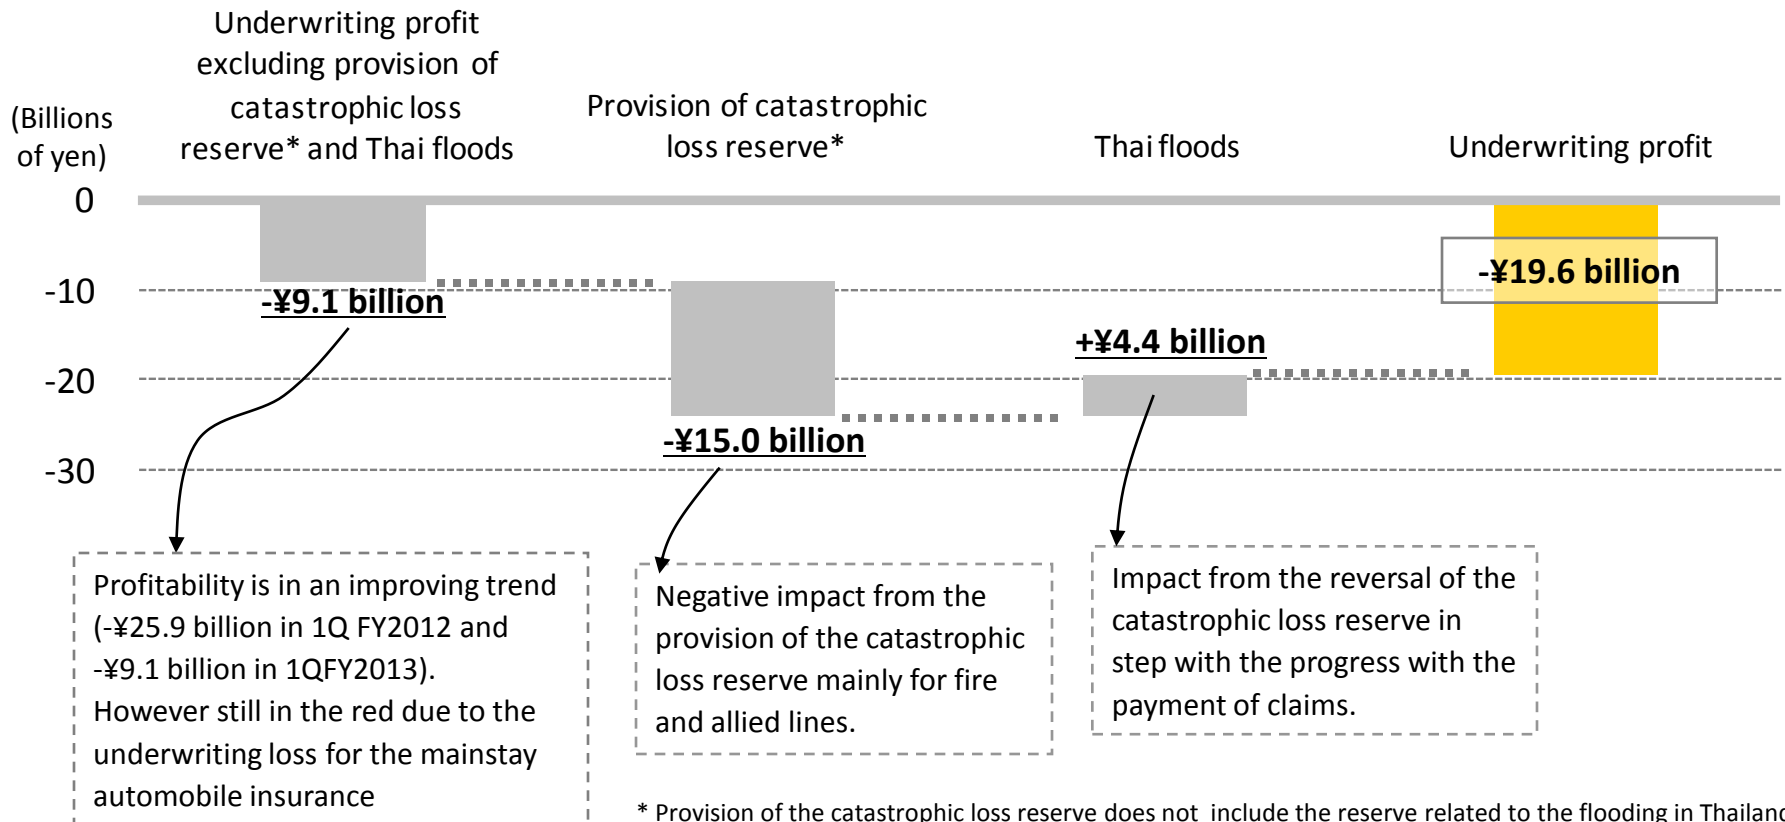 Underwriting profit
excluding provision of
catastrophic loss
reserve* and Thai floods
Provision of catastrophic
loss reserve*
Thai floods
Underwriting profit
(Billions
of yen)
0
-10
-20
-30
-¥9.1 billion
-¥15.0 billion
+¥4.4 billion
-¥19.6 billion
Profitability is in an improving trend
(-¥25.9 billion in 1Q FY2012 and
-¥9.1 billion in 1QFY2013).
However still in the red due to the
underwriting loss for the mainstay
automobile insurance
Negative impact from the
provision of the catastrophic
loss reserve mainly for fire
and allied lines.
Impact from the reversal of the
catastrophic loss reserve in
step with the progress with the
payment of claims.
* Provision of the catastrophic loss reserve does not include the reserve related to the flooding in Thailand